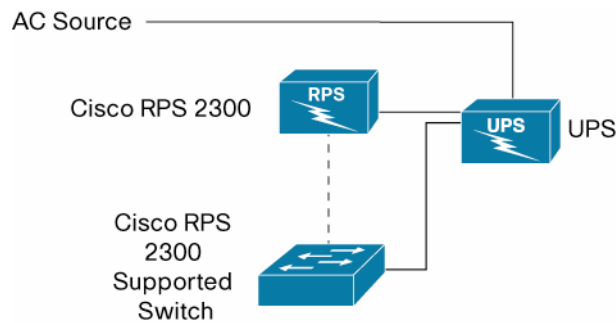 AC Source
RPS
Cisco RPS 2300
UPS
UPS
Cisco RPS
2300
Supported
Switch